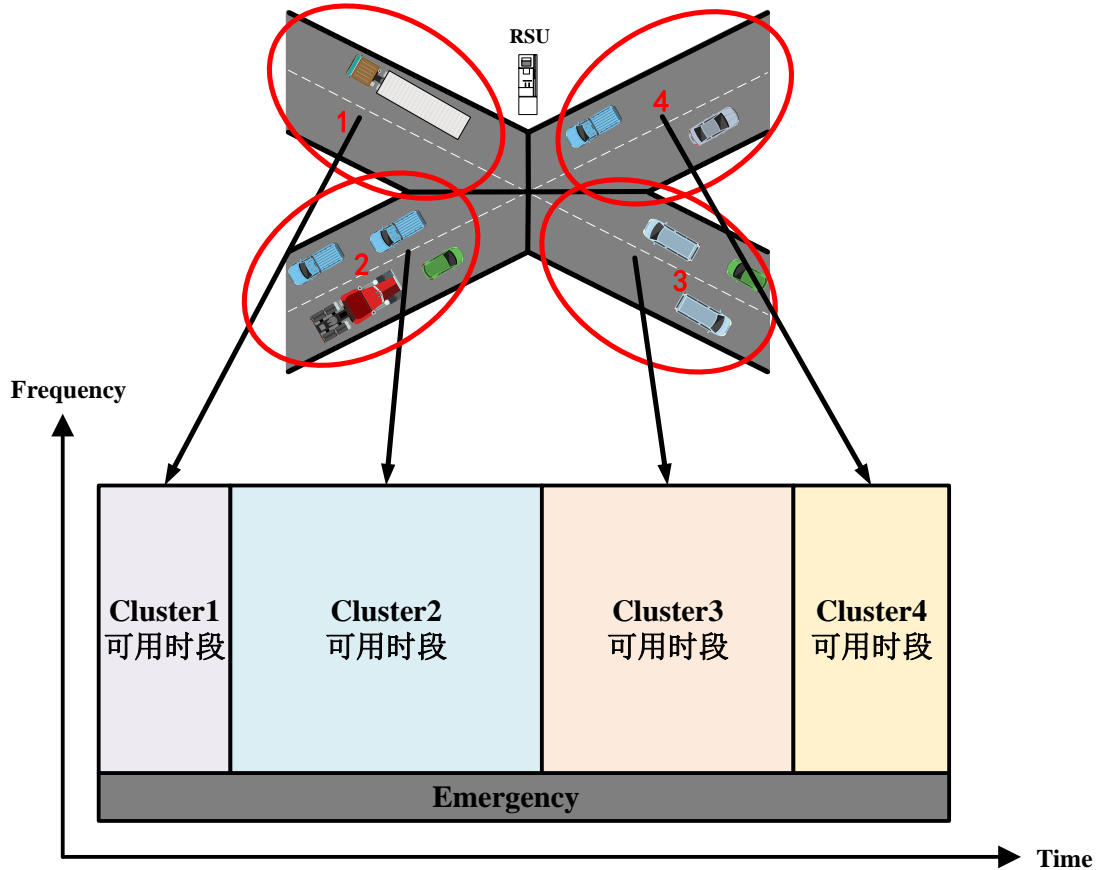 RSU
1
4
2
3
Frequency
Cluster1
可用时段
Cluster2
可用时段
Cluster3
可用时段
Cluster4
可用时段
Emergency
Time